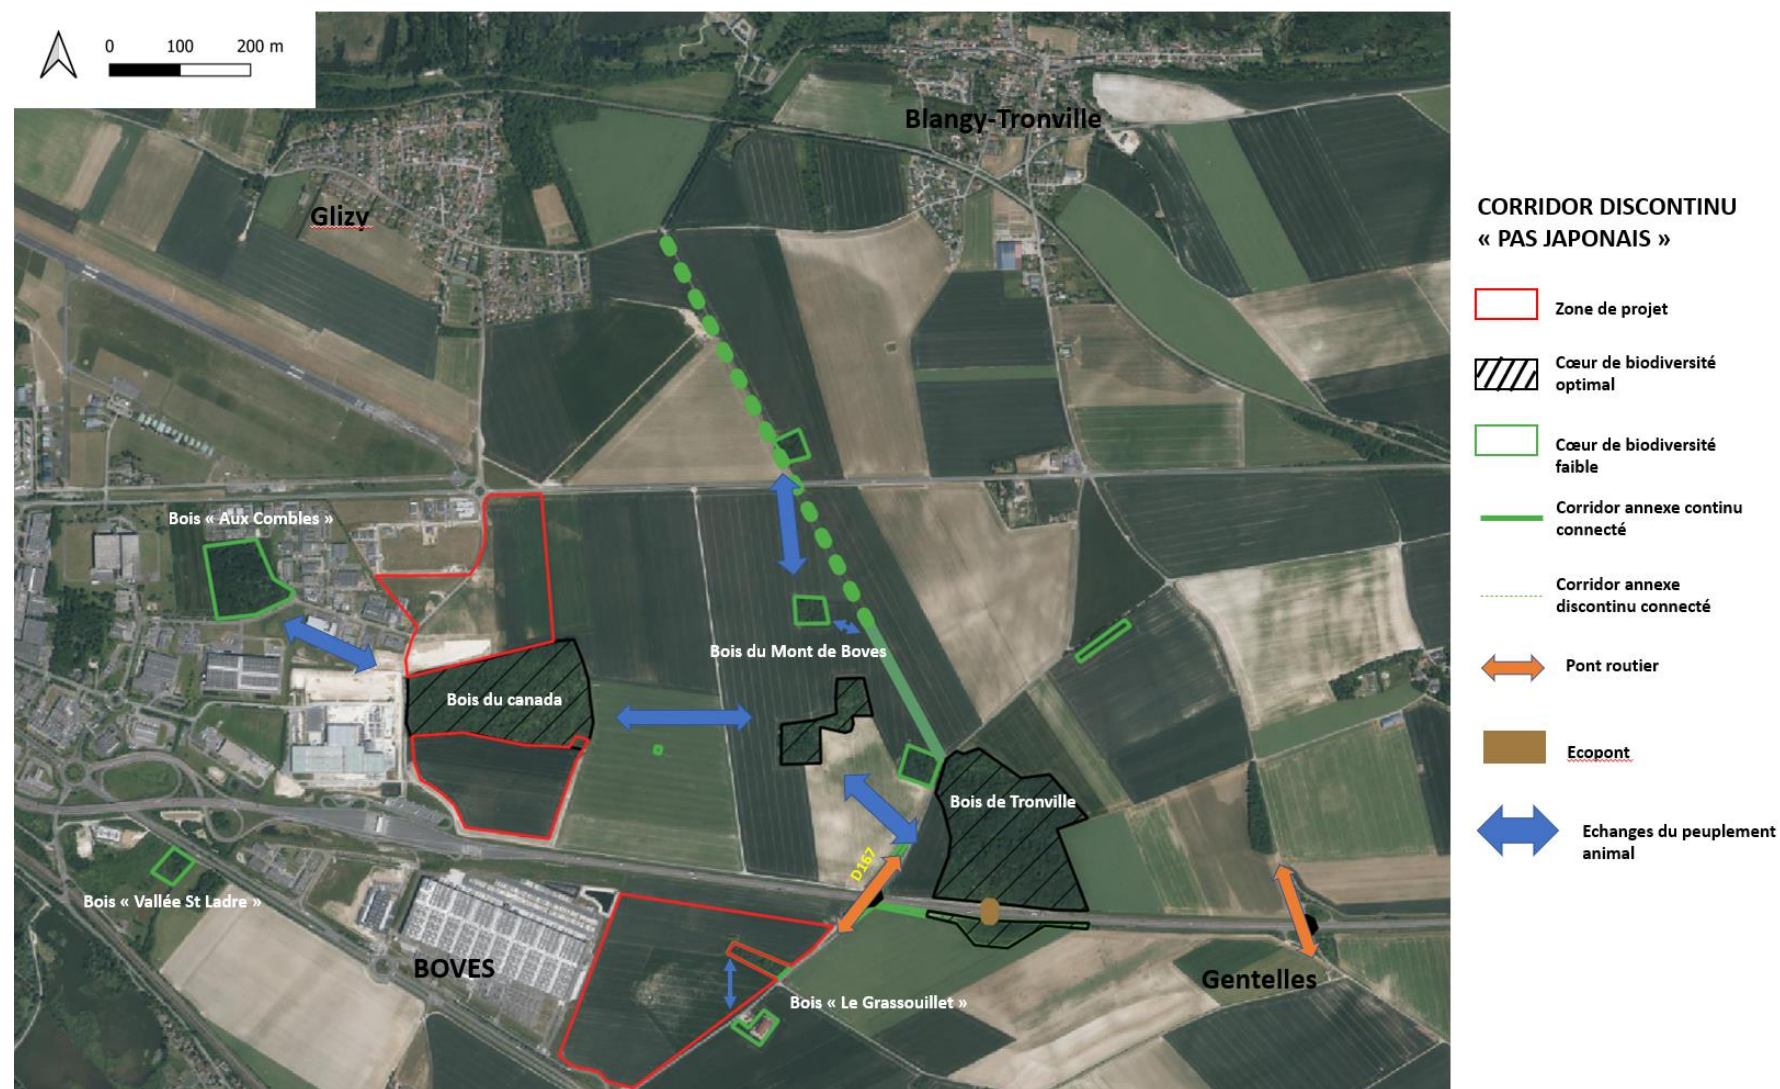 0 100 200 m
Blangy-Tronville
Glizy
Bois « Aux Combles »
Bois du Mont de Boves
Bois du canada
Bois de Tronville
D167
Bois « Vallée St Ladre »
BOVES
Gentelles
Bois « Le Grassouillet »
CORRIDOR DISCONTINU
« PAS JAPONAIS »
Zone de projet
Cœur de biodiversité
optimal
Cœur de biodiversité
faible
Corridor annexe continu
connecté
Corridor annexe
discontinu connecté
Pont routier
Ecopont
Echanges du peuplement
animal